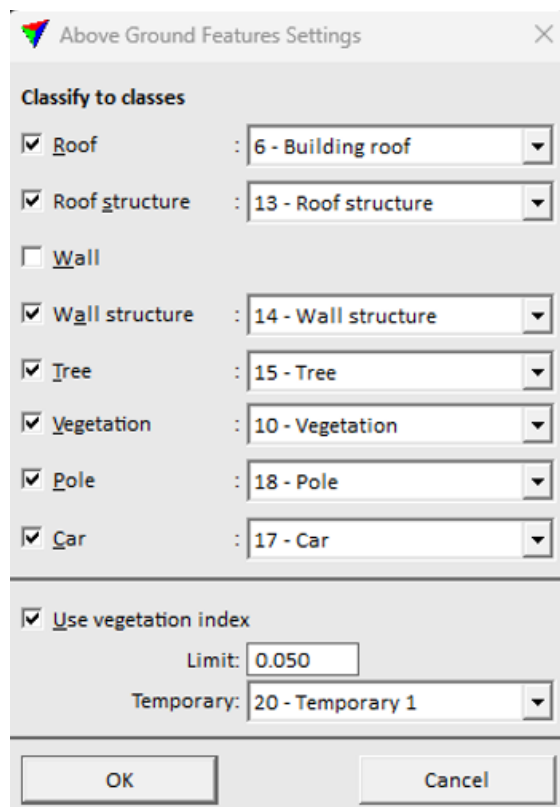 Above Ground Features Settings
Classify to classes
Roof : 6 - Building roof
Roof structure : 13 - Roof structure
Wall
Wall structure : 14 - Wall structure
Tree : 15 - Tree
Vegetation : 10 - Vegetation
Pole : 18 - Pole
Car : 17 - Car
Use vegetation index
Limit: 0.050
Temporary: 20 - Temporary 1
OK Cancel